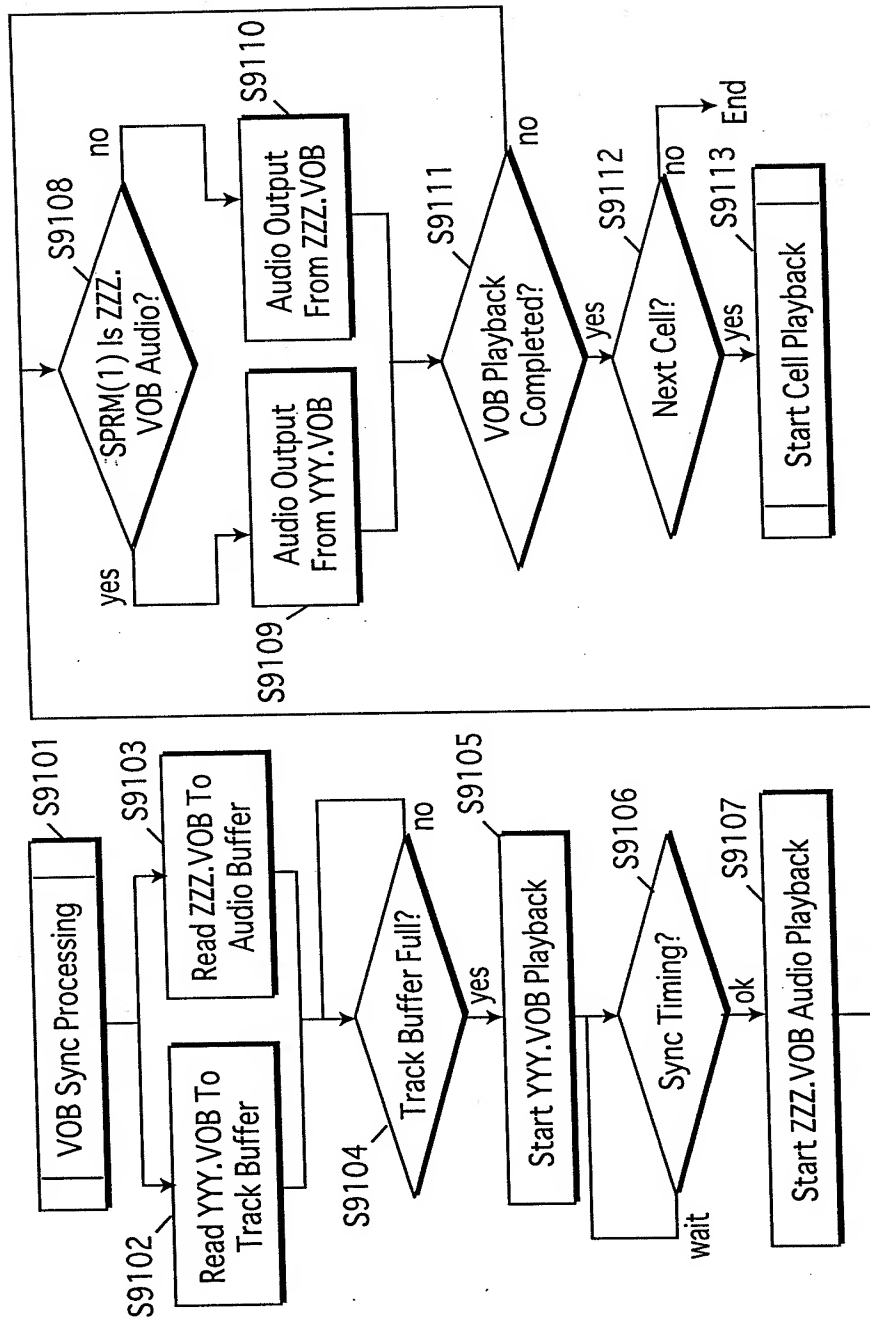 S9101
VOB Sync Processing
S9102
Read YYY.VOB To
Track Buffer
S9103
Read ZZZ.VOB To
Audio Buffer
S9104
Track Buffer Full?
no
yes
S9105
Start YYY.VOB Playback
S9106
Sync Timing?
wait
ok
S9107
Start ZZZ.VOB Audio Playback
S9108
SPRM(1) Is ZZZ.
VOB Audio?
yes
no
S9109
Audio Output
From YYY.VOB
S9110
Audio Output
From ZZZ.VOB
S9111
VOB Playback
Completed?
no
yes
S9112
Next Cell?
no
End
yes
S9113
Start Cell Playback